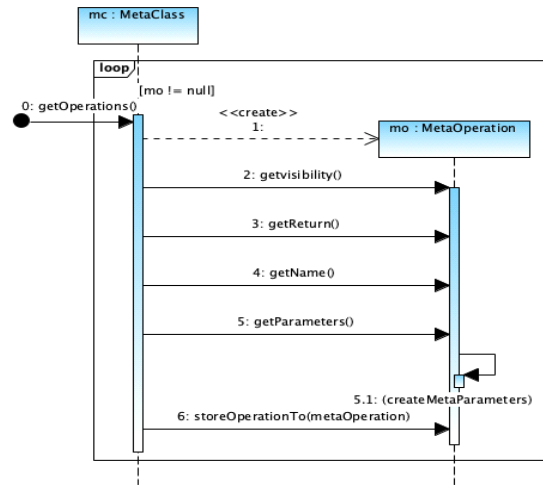 mc : MetaClass
loop
[mo != null]
0: getOperations()
<<create>>
1:
mo : MetaOperation
2: getvisibility()
3: getReturn()
4: getName()
5: getParameters()
5.1: (createMetaParameters)
6: storeOperationTo(metaOperation)